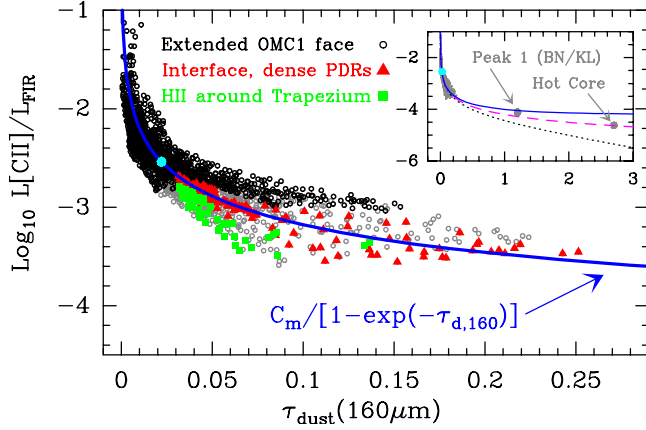 Log10 L[CII]/LFIR
-1
-2
-3
-4
Extended OMC1 face
Interface, dense PDRs
HII around Trapezium
Peak 1 (BN/KL)
Hot Core
-2
-4
-6
0 1 2 3
Cm/[1-exp(-τd,160)]
0 0.05 0.1 0.15 0.2 0.25
τdust(160μm)